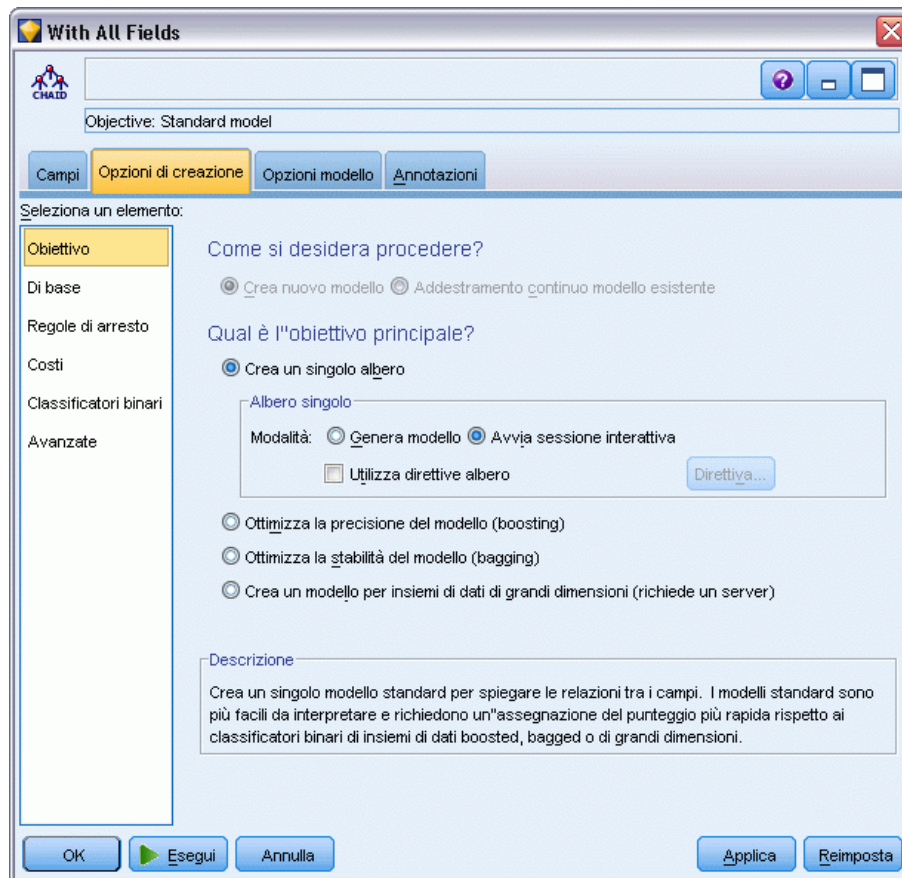 With All Fields
CHAID
Objective: Standard model
Campi Opzioni di creazione Opzioni modello Annotazioni
Seleziona un elemento:
Obiettivo
Di base
Regole di arresto
Costi
Classificatori binari
Avanzate
Come si desidera procedere?
Crea nuovo modello Addestramento continuo modello esistente
Qual è l''obiettivo principale?
Crea un singolo albero
Albero singolo
Modalità: Genera modello Avvia sessione interattiva
Utilizza direttive albero Direttiva...
Ottimizza la precisione del modello (boosting)
Ottimizza la stabilità del modello (bagging)
Crea un modello per insiemi di dati di grandi dimensioni (richiede un server)
Descrizione
Crea un singolo modello standard per spiegare le relazioni tra i campi. I modelli standard sono
più facili da interpretare e richiedono un''assegnazione del punteggio più rapida rispetto ai
classificatori binari di insiemi di dati boosted, bagged o di grandi dimensioni.
OK Esegui Annulla Applica Reimposta